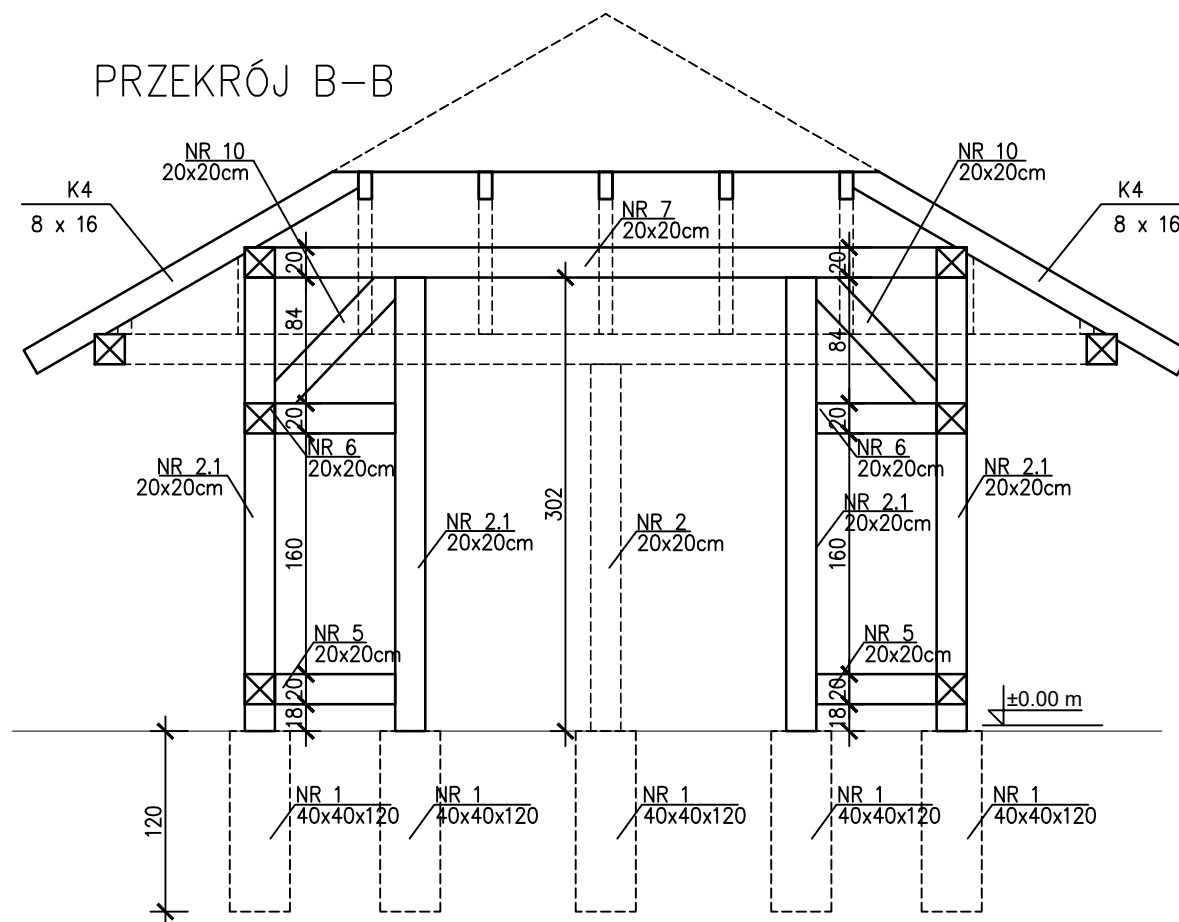 PRZEKRÓJ B-B
NR 10
20x20cm
NR 10
20x20cm
K4
8 x 16
K4
8 x 16
NR 7
20x20cm
20
20
84
84
20
20
NR 6
20x20cm
NR 6
20x20cm
NR 2.1
20x20cm
NR 2.1
20x20cm
302
NR 2.1
20x20cm
NR 2
20x20cm
NR 2.1
20x20cm
160
160
NR 5
20x20cm
NR 5
20x20cm
20
20
18
18
±0.00 m
120
NR 1
40x40x120
NR 1
40x40x120
NR 1
40x40x120
NR 1
40x40x120
NR 1
40x40x120